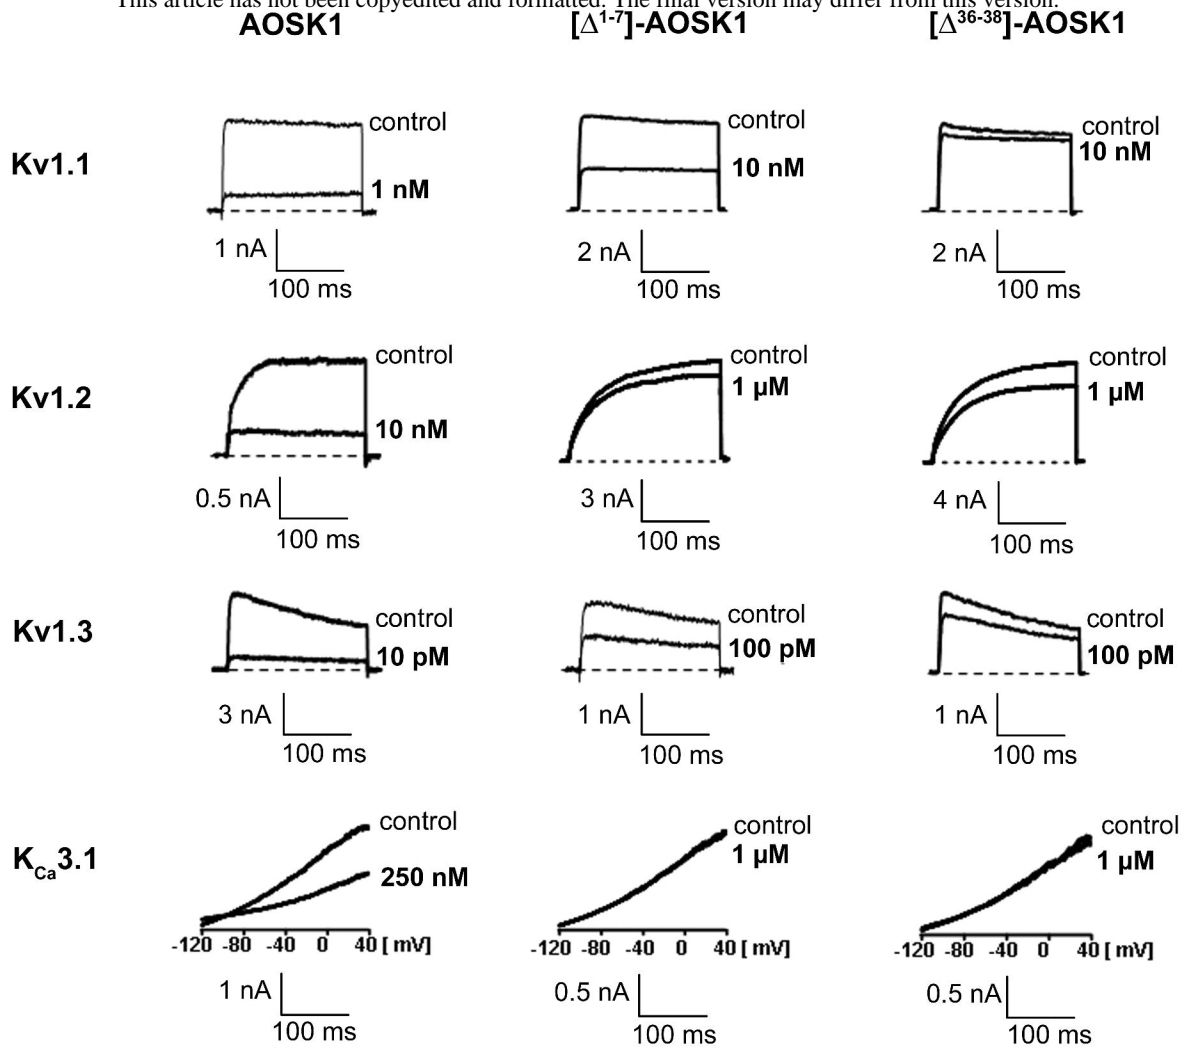 This article has not been copyedited and formatted. The final version may differ from this version.
AOSK1 [Δ1-7]-AOSK1 [Δ36-38]-AOSK1
Kv1.1
control
1 nM
1 nA
100 ms
control
10 nM
2 nA
100 ms
control
10 nM
2 nA
100 ms
Kv1.2
control
10 nM
0.5 nA
100 ms
control
1 µM
3 nA
100 ms
control
1 µM
4 nA
100 ms
Kv1.3
control
10 pM
3 nA
100 ms
control
100 pM
1 nA
100 ms
control
100 pM
1 nA
100 ms
KCa3.1
control
250 nM
-120 -80 -40 0 40 [ mV]
1 nA
100 ms
control
1 µM
-120 -80 -40 0 40 [ mV]
0.5 nA
100 ms
control
1 µM
-120 -80 -40 0 40 [ mV]
0.5 nA
100 ms